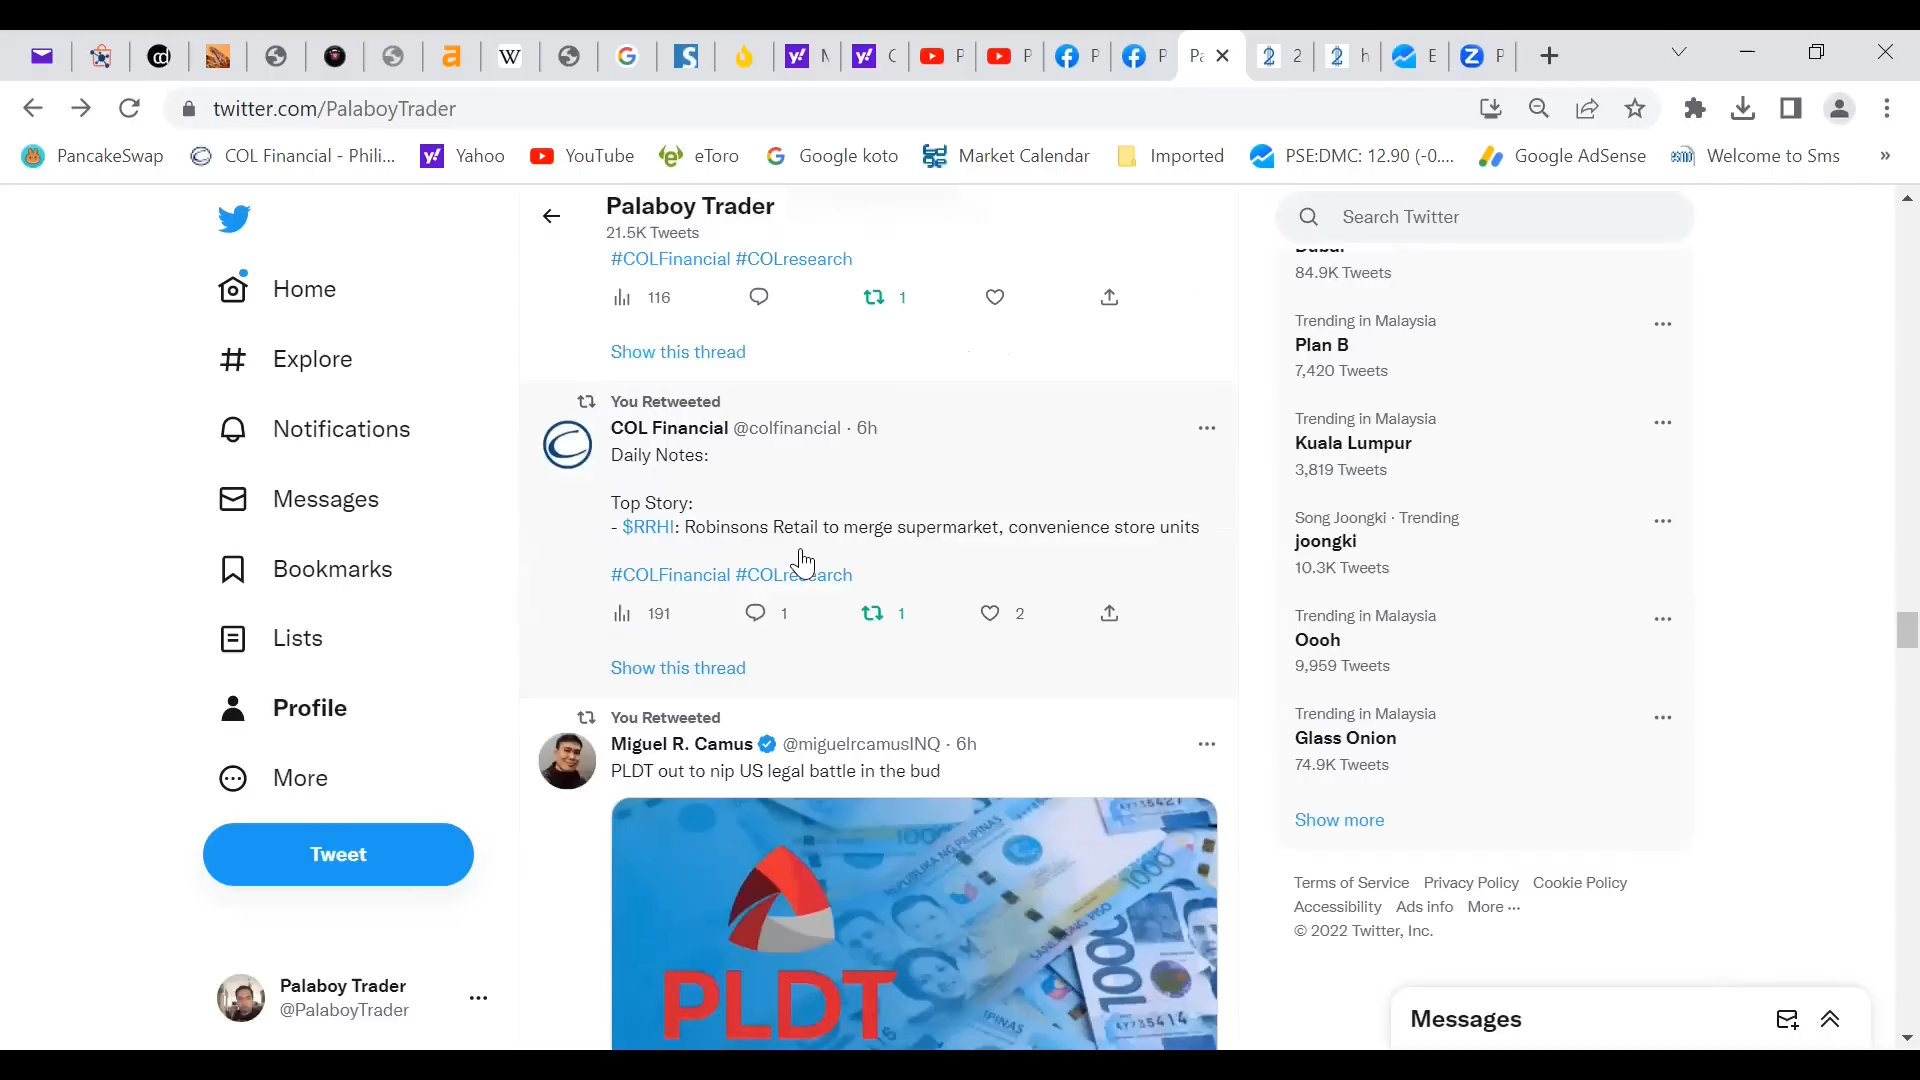 M
C
P
P
P
P
Pa
2
h
E
P
twitter.com/PalaboyTrader
PancakeSwap
COL Financial - Phili...
Yahoo
YouTube
eToro
Google koto
Market Calendar
Imported
PSE:DMC: 12.90 (-0....
Google AdSense
Welcome to Sms
»
Home
Explore
Notifications
Messages
Bookmarks
Lists
Profile
More
Tweet
Palaboy Trader
@PalaboyTrader
Palaboy Trader
21.5K Tweets
#COLFinancial #COLresearch
116
1
Show this thread
You Retweeted
COL Financial @colfinancial · 6h
Daily Notes:
Top Story:
- $RRHI: Robinsons Retail to merge supermarket, convenience store units
#COLFinancial #COLresearch
191
1
1
2
Show this thread
You Retweeted
Miguel R. Camus @miguelrcamusINQ · 6h
PLDT out to nip US legal battle in the bud
PLDT
Search Twitter
Dubai
84.9K Tweets
Trending in Malaysia
Plan B
7,420 Tweets
Trending in Malaysia
Kuala Lumpur
3,819 Tweets
Song Joongki · Trending
joongki
10.3K Tweets
Trending in Malaysia
Oooh
9,959 Tweets
Trending in Malaysia
Glass Onion
74.9K Tweets
Show more
Terms of Service Privacy Policy Cookie Policy
Accessibility Ads info More ···
© 2022 Twitter, Inc.
Messages